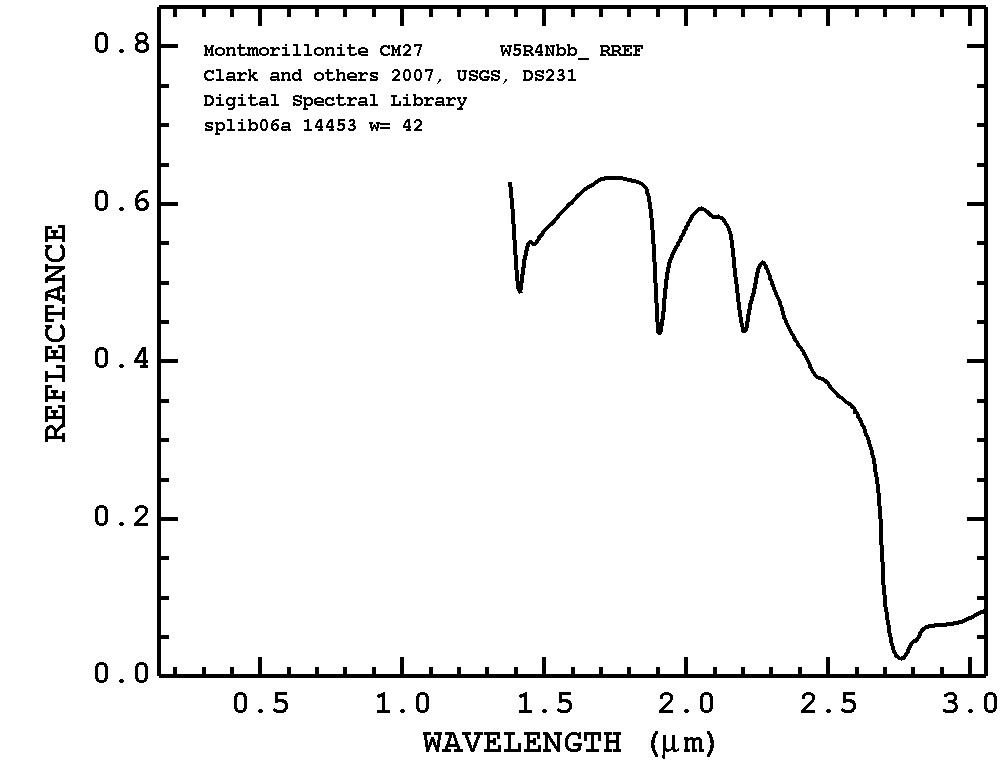 Montmorillonite CM27 W5R4Nbb_ RREF
Clark and others 2007, USGS, DS231
Digital Spectral Library
splib06a 14453 w= 42
0.8
0.6
0.4
0.2
0.0
REFLECTANCE
0.5 1.0 1.5 2.0 2.5 3.0
WAVELENGTH (μm)